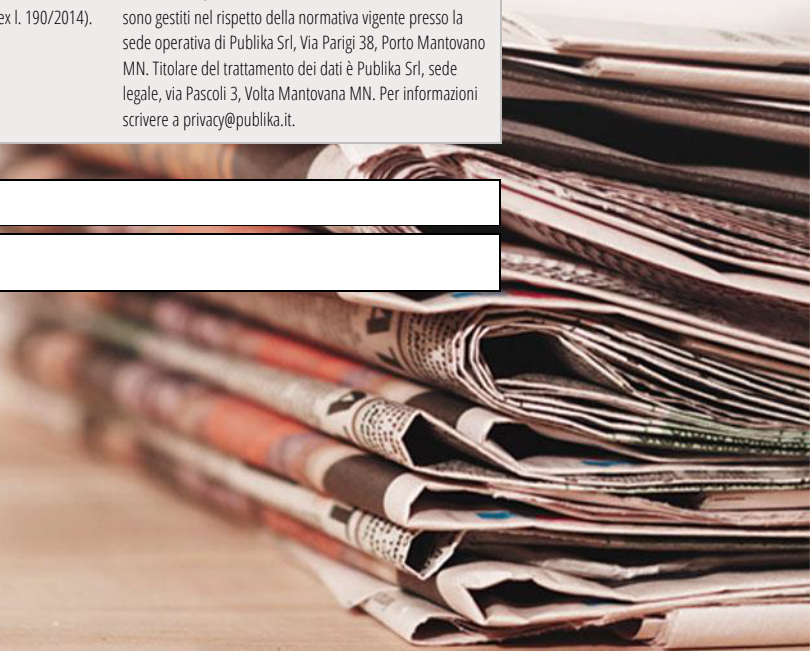 ex l. 190/2014).
sono gestiti nel rispetto della normativa vigente presso la
sede operativa di Publika Srl, Via Parigi 38, Porto Mantovano
MN. Titolare del trattamento dei dati è Publika Srl, sede
legale, via Pascoli 3, Volta Mantovana MN. Per informazioni
scrivere a privacy@publika.it.